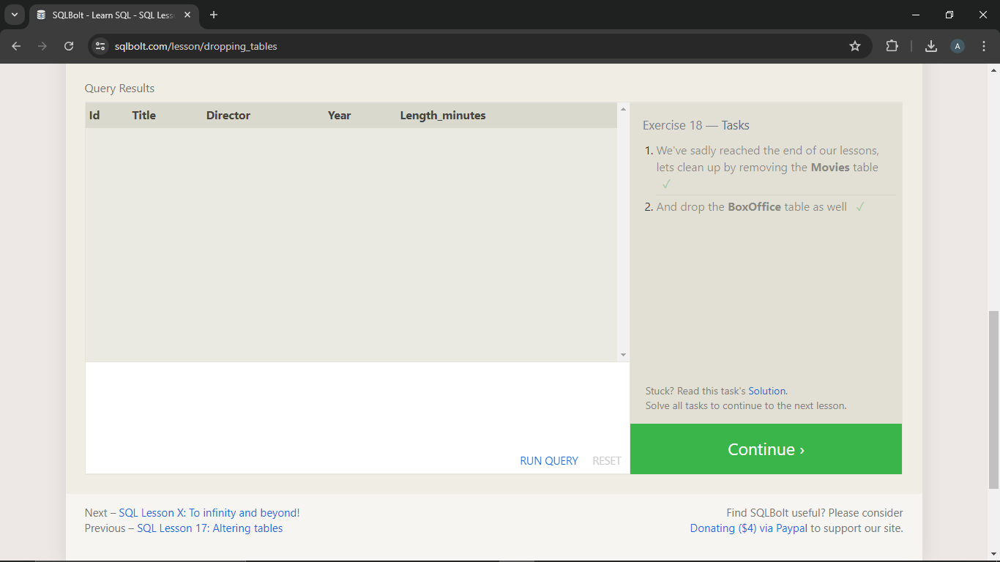 SQLBolt - Learn SQL - SQL Less
sqlbolt.com/lesson/dropping_tables
A
Query Results
Id Title Director Year Length_minutes
Exercise 18 — Tasks
1. We've sadly reached the end of our lessons,
lets clean up by removing the Movies table
✓
2. And drop the BoxOffice table as well ✓
Stuck? Read this task's Solution.
Solve all tasks to continue to the next lesson.
RUN QUERY RESET
Continue ›
Next – SQL Lesson X: To infinity and beyond!
Previous – SQL Lesson 17: Altering tables
Find SQLBolt useful? Please consider
Donating ($4) via Paypal to support our site.